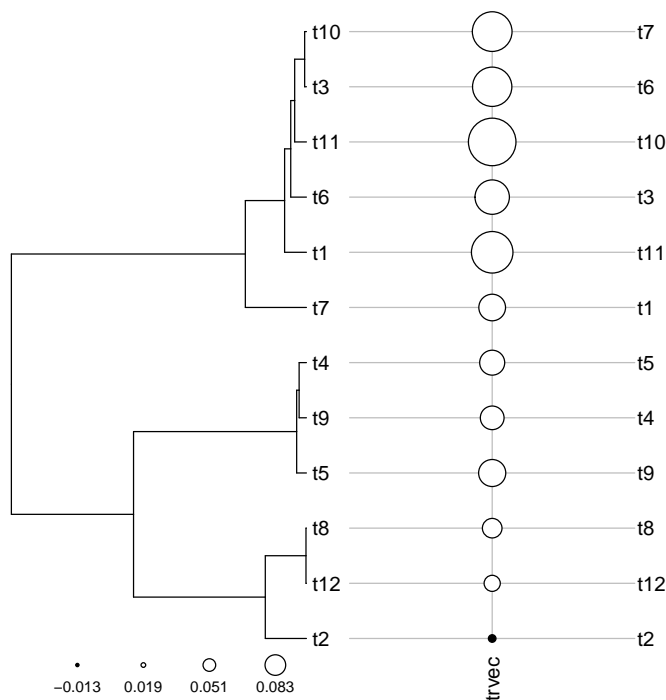 t10 t7
t3 t6
t11 t10
t6 t3
t1 t11
t7 t1
t4 t5
t9 t4
t5 t9
t8 t8
t12 t12
t2 t2
−0.013 0.019 0.051 0.083
trvec